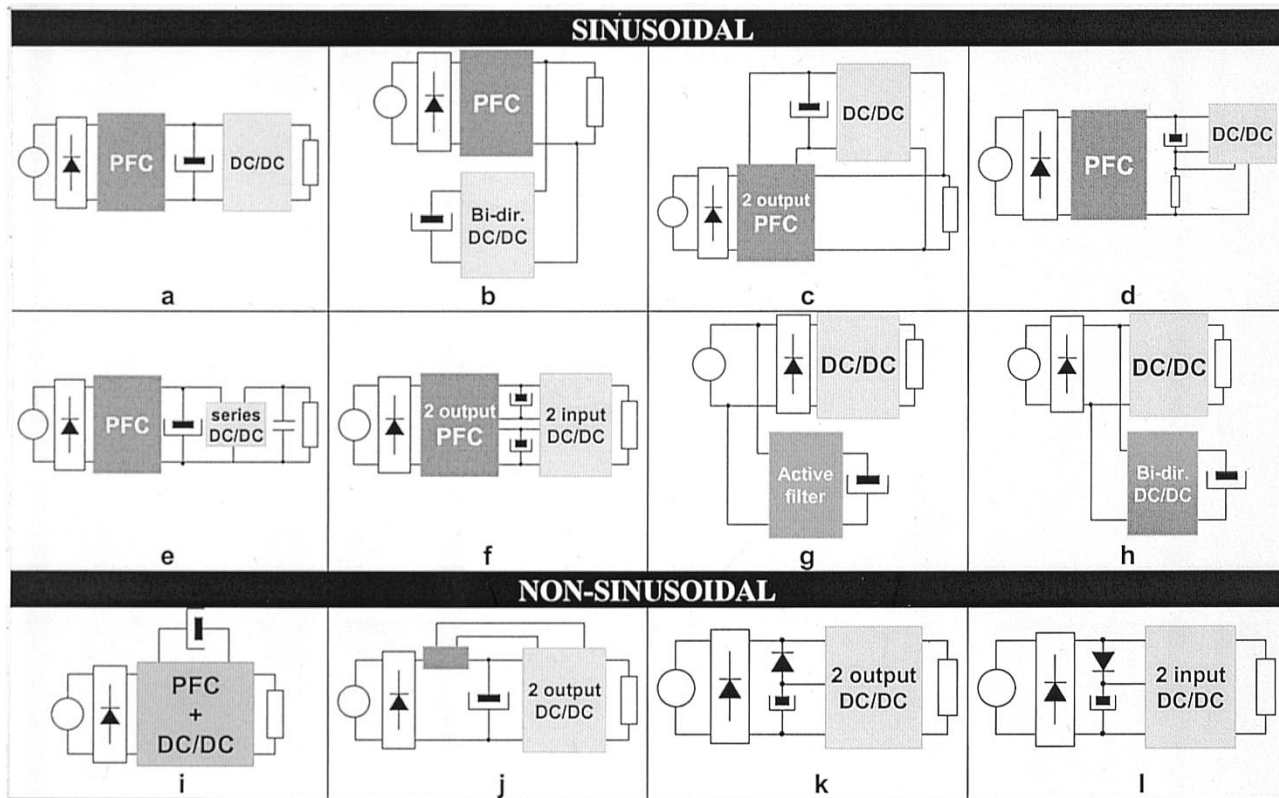 SINUSOIDAL
PFC
DC/DC
a
PFC
Bi-dir.
DC/DC
b
DC/DC
2 output
PFC
c
PFC
DC/DC
d
PFC
series
DC/DC
e
2 output
PFC
2 input
DC/DC
f
DC/DC
Active
filter
g
DC/DC
Bi-dir.
DC/DC
h
NON-SINUSOIDAL
PFC
+
DC/DC
i
2 output
DC/DC
j
2 output
DC/DC
k
2 input
DC/DC
l